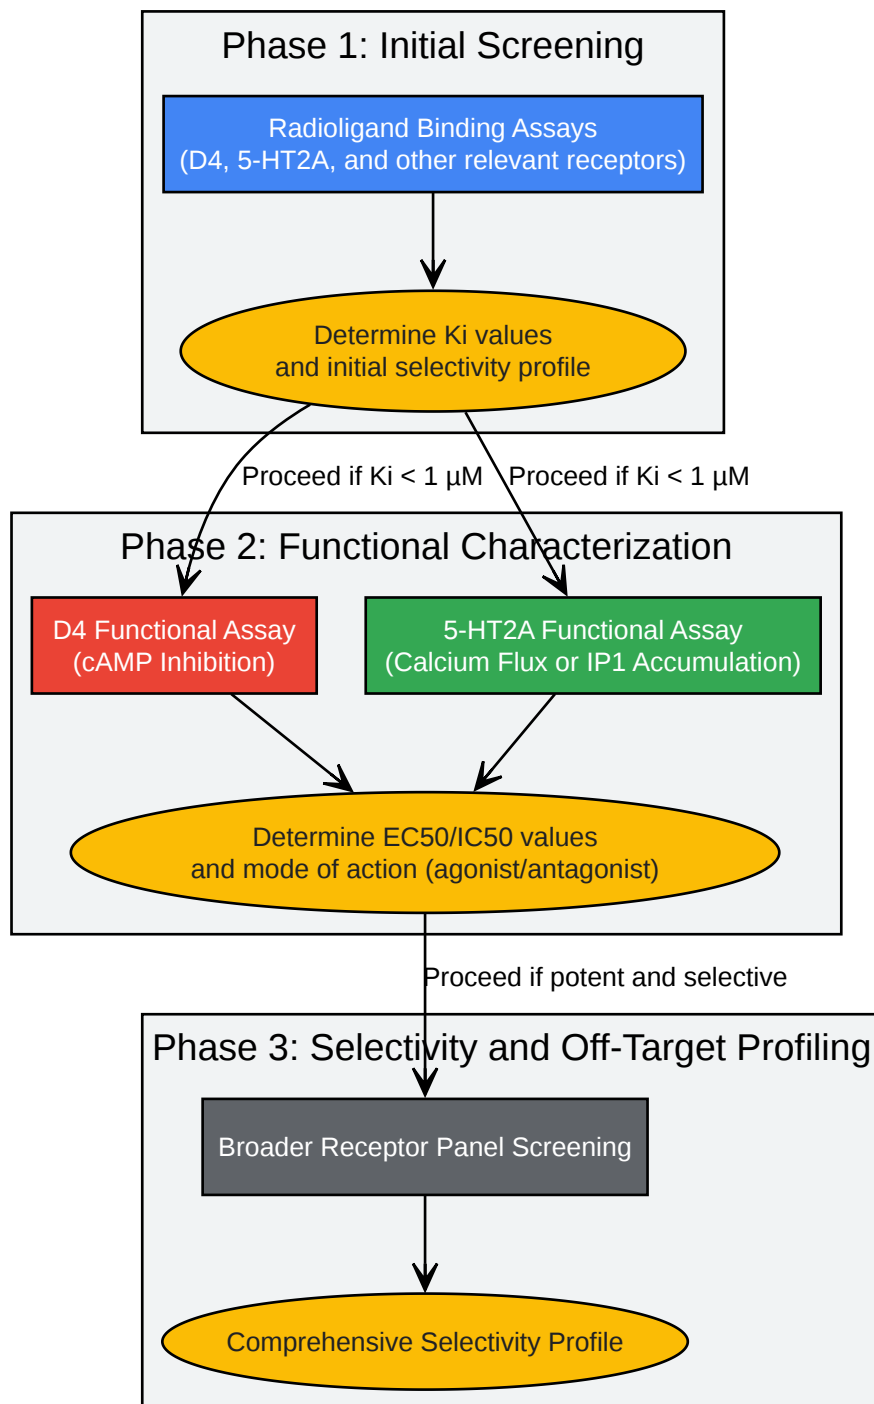 Phase 1: Initial Screening
Radioligand Binding Assays
(D4, 5-HT2A, and other relevant receptors)
Determine Ki values
and initial selectivity profile
Proceed if Ki < 1 µM
Proceed if Ki < 1 µM
Phase 2: Functional Characterization
D4 Functional Assay
(cAMP Inhibition)
5-HT2A Functional Assay
(Calcium Flux or IP1 Accumulation)
Determine EC50/IC50 values
and mode of action (agonist/antagonist)
Proceed if potent and selective
Phase 3: Selectivity and Off-Target Profiling
Broader Receptor Panel Screening
Comprehensive Selectivity Profile